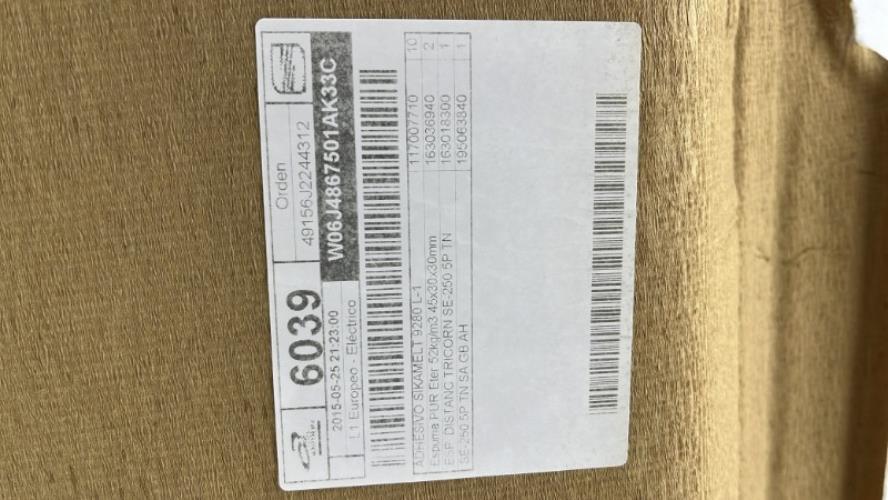 6039
Orden
2015-05-25 21:23:00
49156J2244312
L1 Europeo - Eléctrico
W06J4867501AK33C
ADHESIVO SIKAMELT 9280 L-1 117007710 10
Espuma PUR Eter 52kg/m3 45x30x30mm 163036940 2
ESP. DISTANC TRICORN SE-250 5P TN 163018300 1
SE-250 5P TN SA GB AH 195063840 1